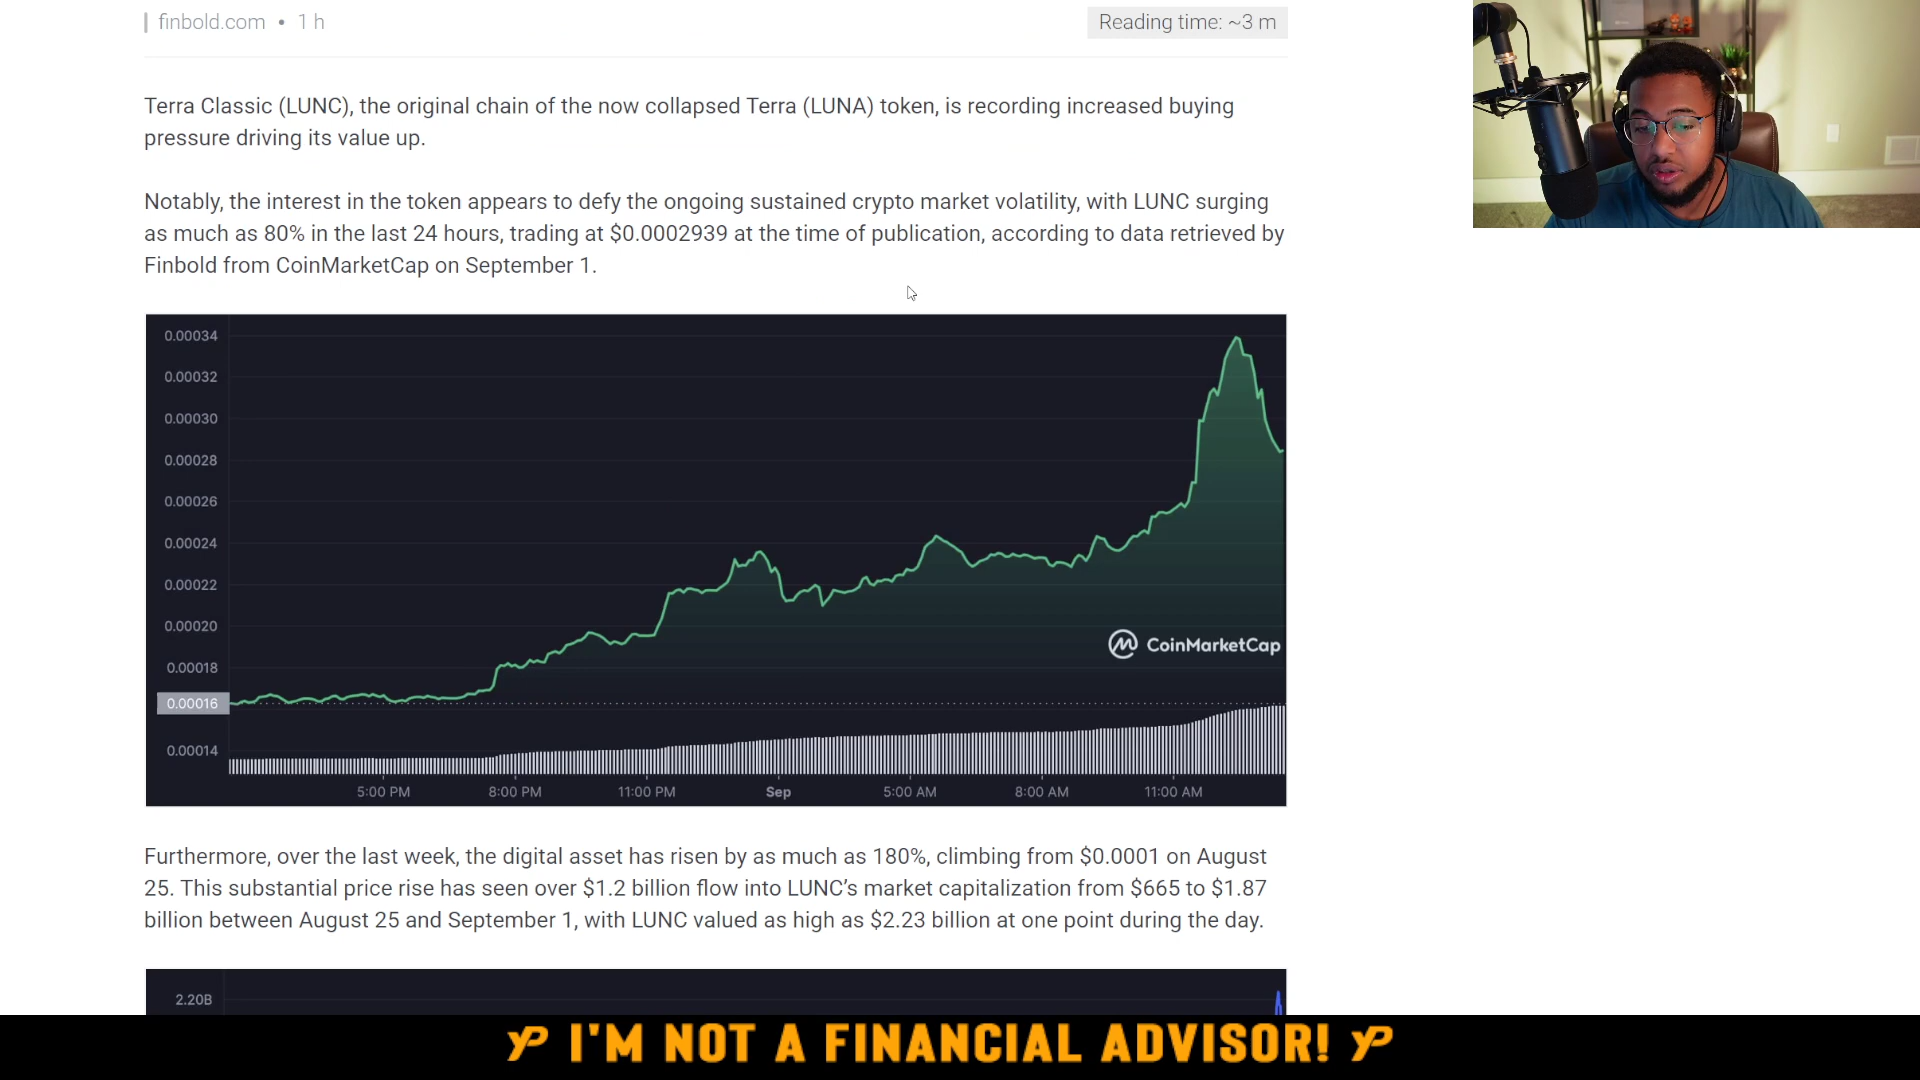 finbold.com • 1 h
Reading time: ~3 m
Terra Classic (LUNC), the original chain of the now collapsed Terra (LUNA) token, is recording increased buying
pressure driving its value up.
Notably, the interest in the token appears to defy the ongoing sustained crypto market volatility, with LUNC surging
as much as 80% in the last 24 hours, trading at $0.0002939 at the time of publication, according to data retrieved by
Finbold from CoinMarketCap on September 1.
0.00034
0.00032
0.00030
0.00028
0.00026
0.00024
0.00022
0.00020
0.00018
0.00016
0.00014
CoinMarketCap
5:00 PM 8:00 PM 11:00 PM Sep 5:00 AM 8:00 AM 11:00 AM
Furthermore, over the last week, the digital asset has risen by as much as 180%, climbing from $0.0001 on August
25. This substantial price rise has seen over $1.2 billion flow into LUNC’s market capitalization from $665 to $1.87
billion between August 25 and September 1, with LUNC valued as high as $2.23 billion at one point during the day.
2.20B
YP I'M NOT A FINANCIAL ADVISOR! YP